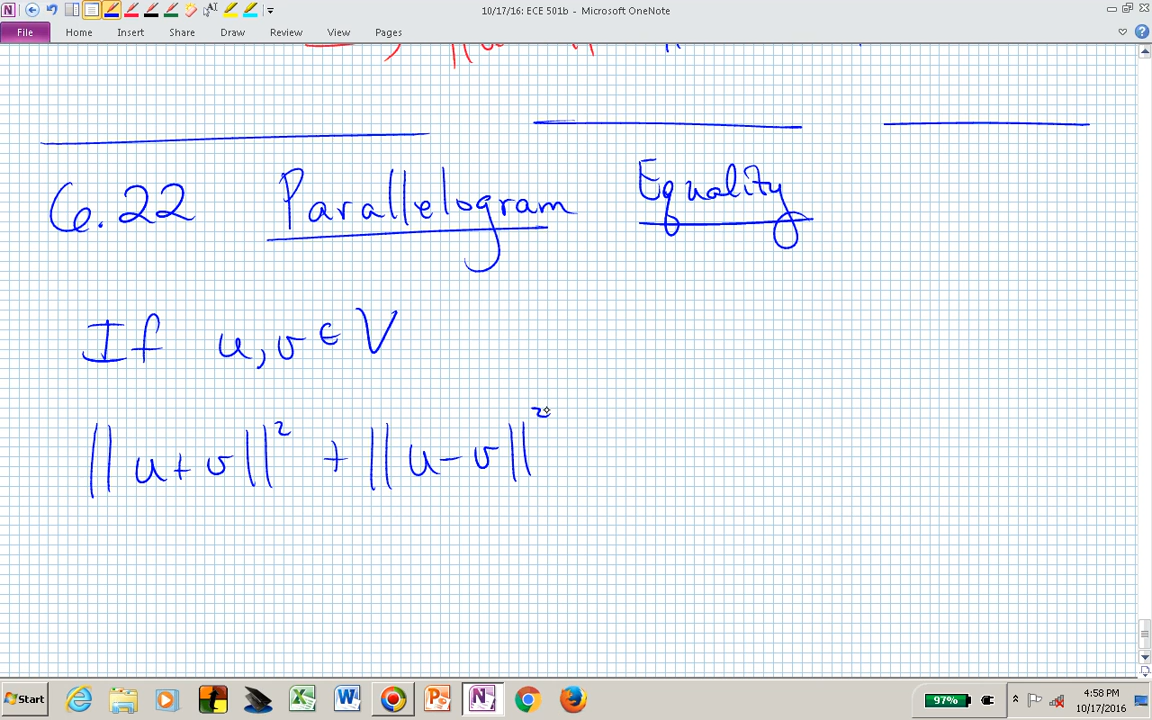 10/17/16: ECE 501b - Microsoft OneNote
File Home Insert Share Draw Review View Pages
6.22 Parallelogram Equality
If u, v ∈ V
||u+v||² + ||u-v||²
Start
97%
4:58 PM
10/17/2016